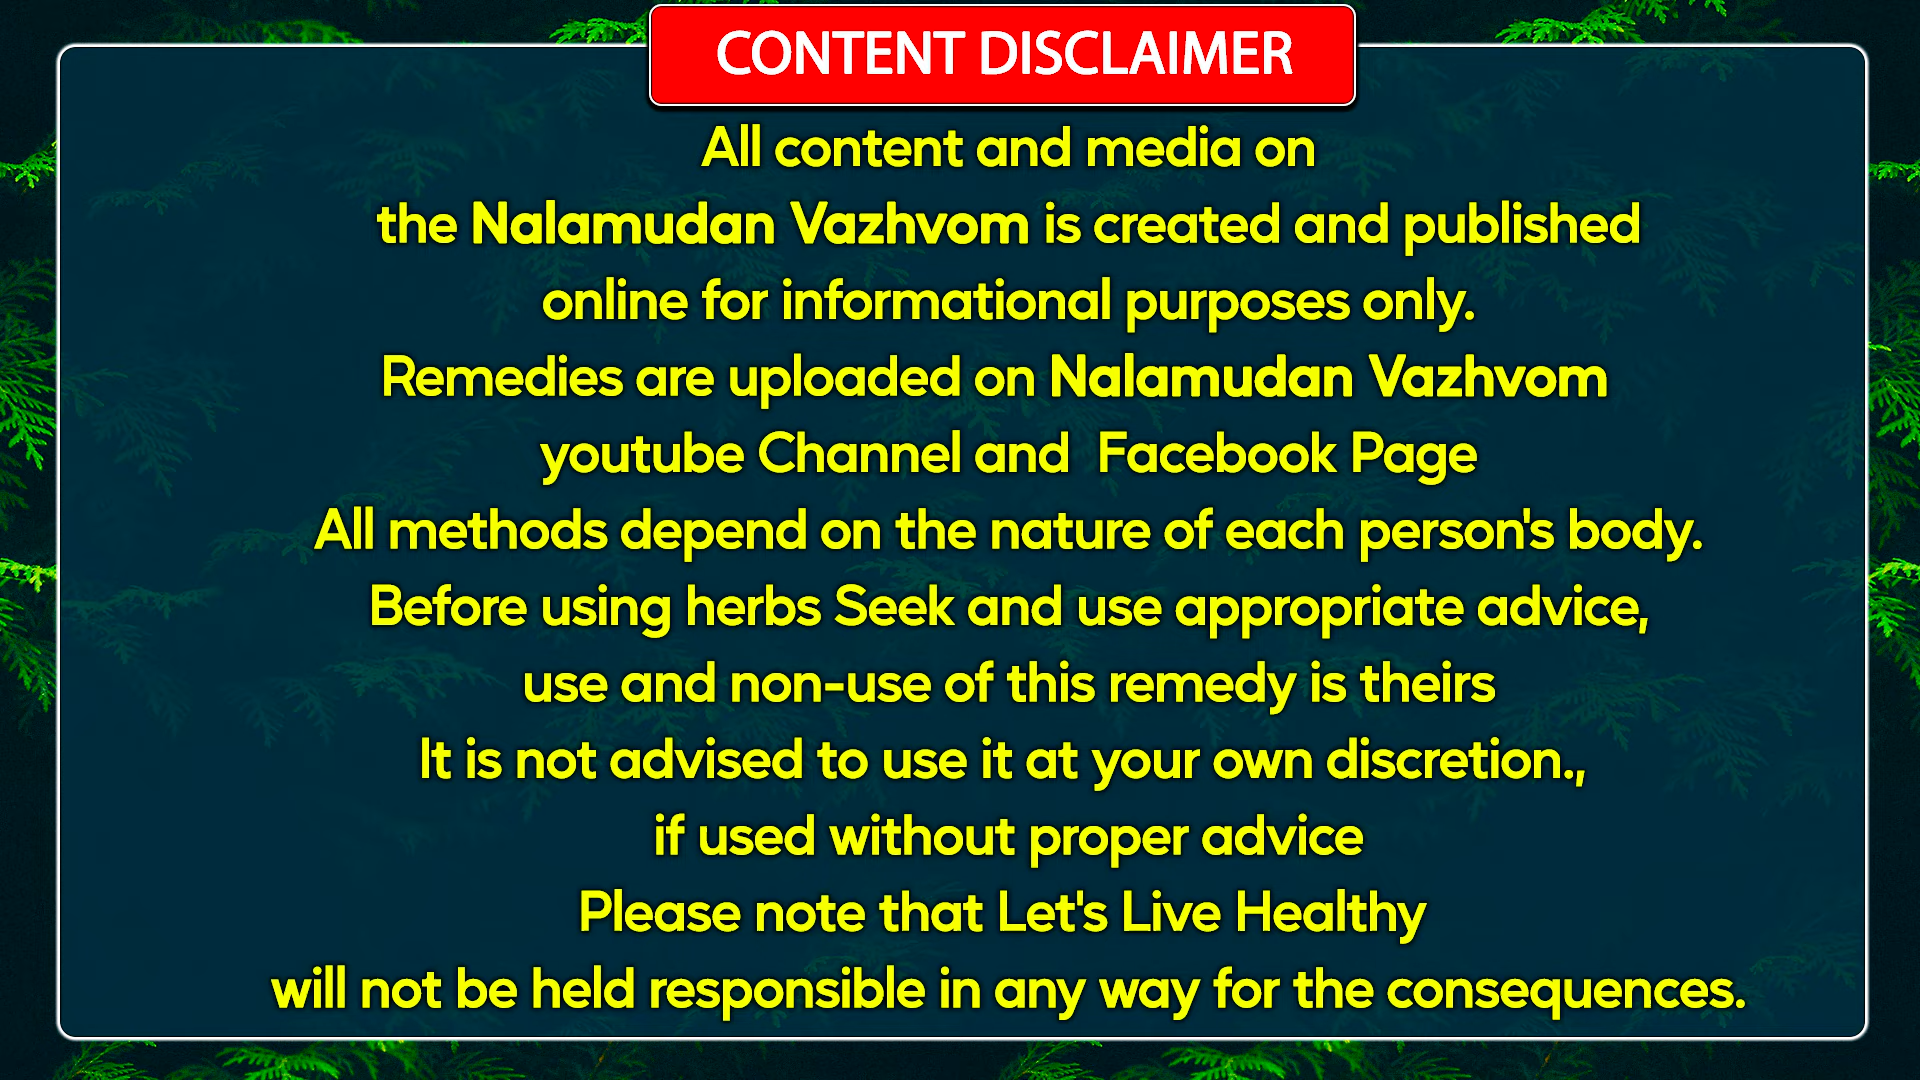 CONTENT DISCLAIMER
All content and media on
the Nalamudan Vazhvom is created and published
online for informational purposes only.
Remedies are uploaded on Nalamudan Vazhvom
youtube Channel and  Facebook Page
All methods depend on the nature of each person's body.
Before using herbs Seek and use appropriate advice,
use and non-use of this remedy is theirs
It is not advised to use it at your own discretion.,
if used without proper advice
Please note that Let's Live Healthy
will not be held responsible in any way for the consequences.